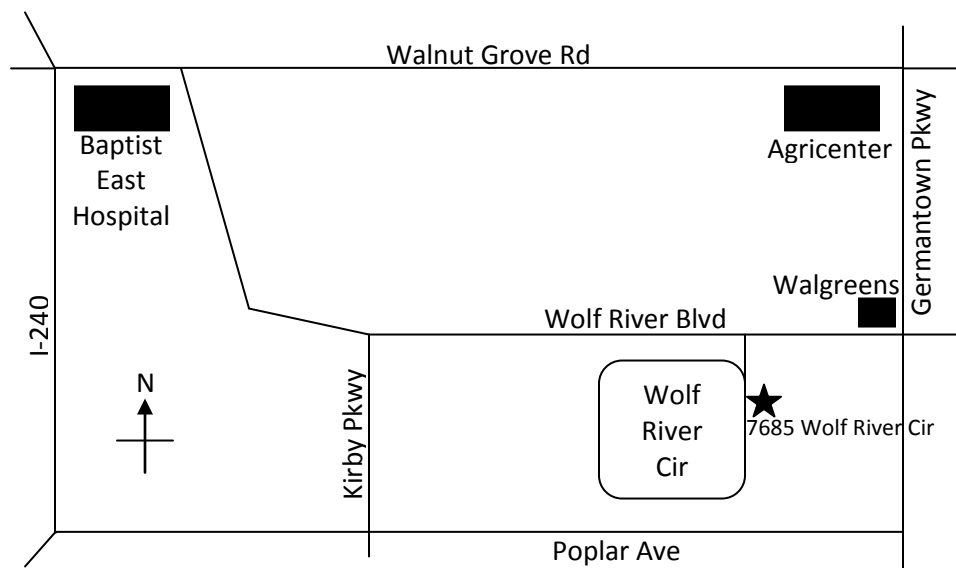 Walnut Grove Rd
Baptist
East
Hospital
Agricenter
Germantown Pkwy
Walgreens
I-240
Wolf River Blvd
N
Kirby Pkwy
Wolf
River
Cir
7685 Wolf River Cir
Poplar Ave